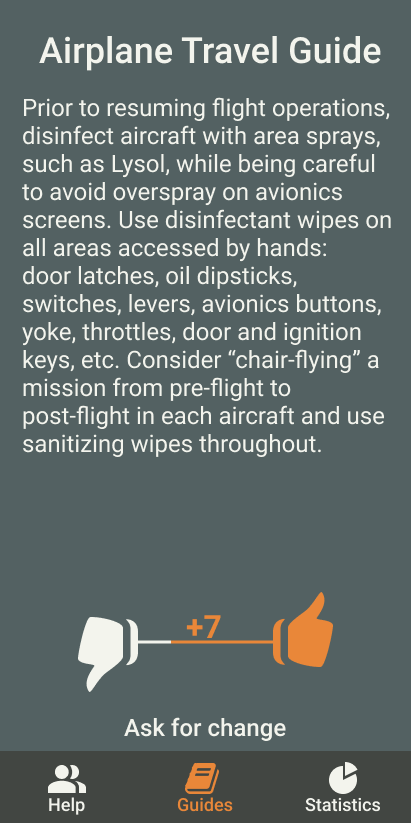 Airplane Travel Guide
Prior to resuming flight operations,
disinfect aircraft with area sprays,
such as Lysol, while being careful
to avoid overspray on avionics
screens. Use disinfectant wipes on
all areas accessed by hands:
door latches, oil dipsticks,
switches, levers, avionics buttons,
yoke, throttles, door and ignition
keys, etc. Consider “chair-flying” a
mission from pre-flight to
post-flight in each aircraft and use
sanitizing wipes throughout.
+7
Ask for change
Help Guides Statistics